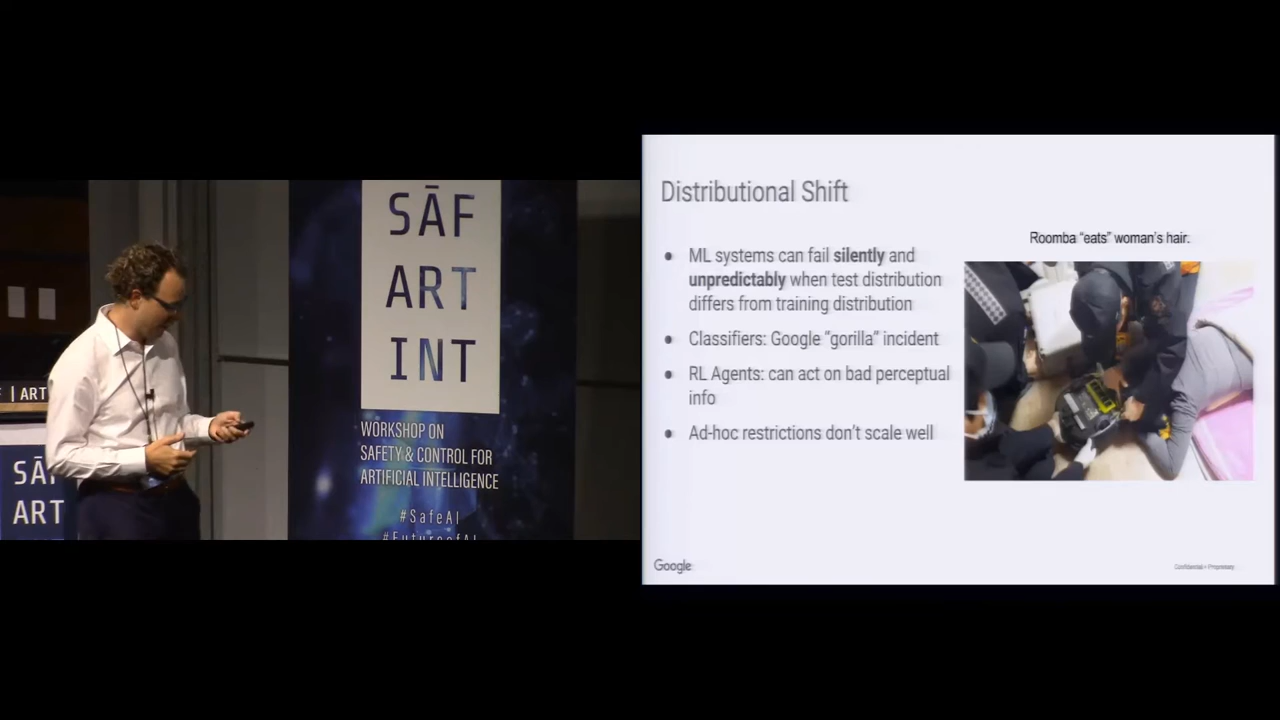 SĀF
ART
INT
WORKSHOP ON
SAFETY & CONTROL FOR
ARTIFICIAL INTELLIGENCE
#SafeAI
#FutureofAI
| ART
SĀ
ART
Distributional Shift
Roomba “eats” woman’s hair.
● ML systems can fail silently and
unpredictably when test distribution
differs from training distribution
● Classifiers: Google “gorilla” incident
● RL Agents: can act on bad perceptual
info
● Ad-hoc restrictions don’t scale well
Google
Confidential + Proprietary